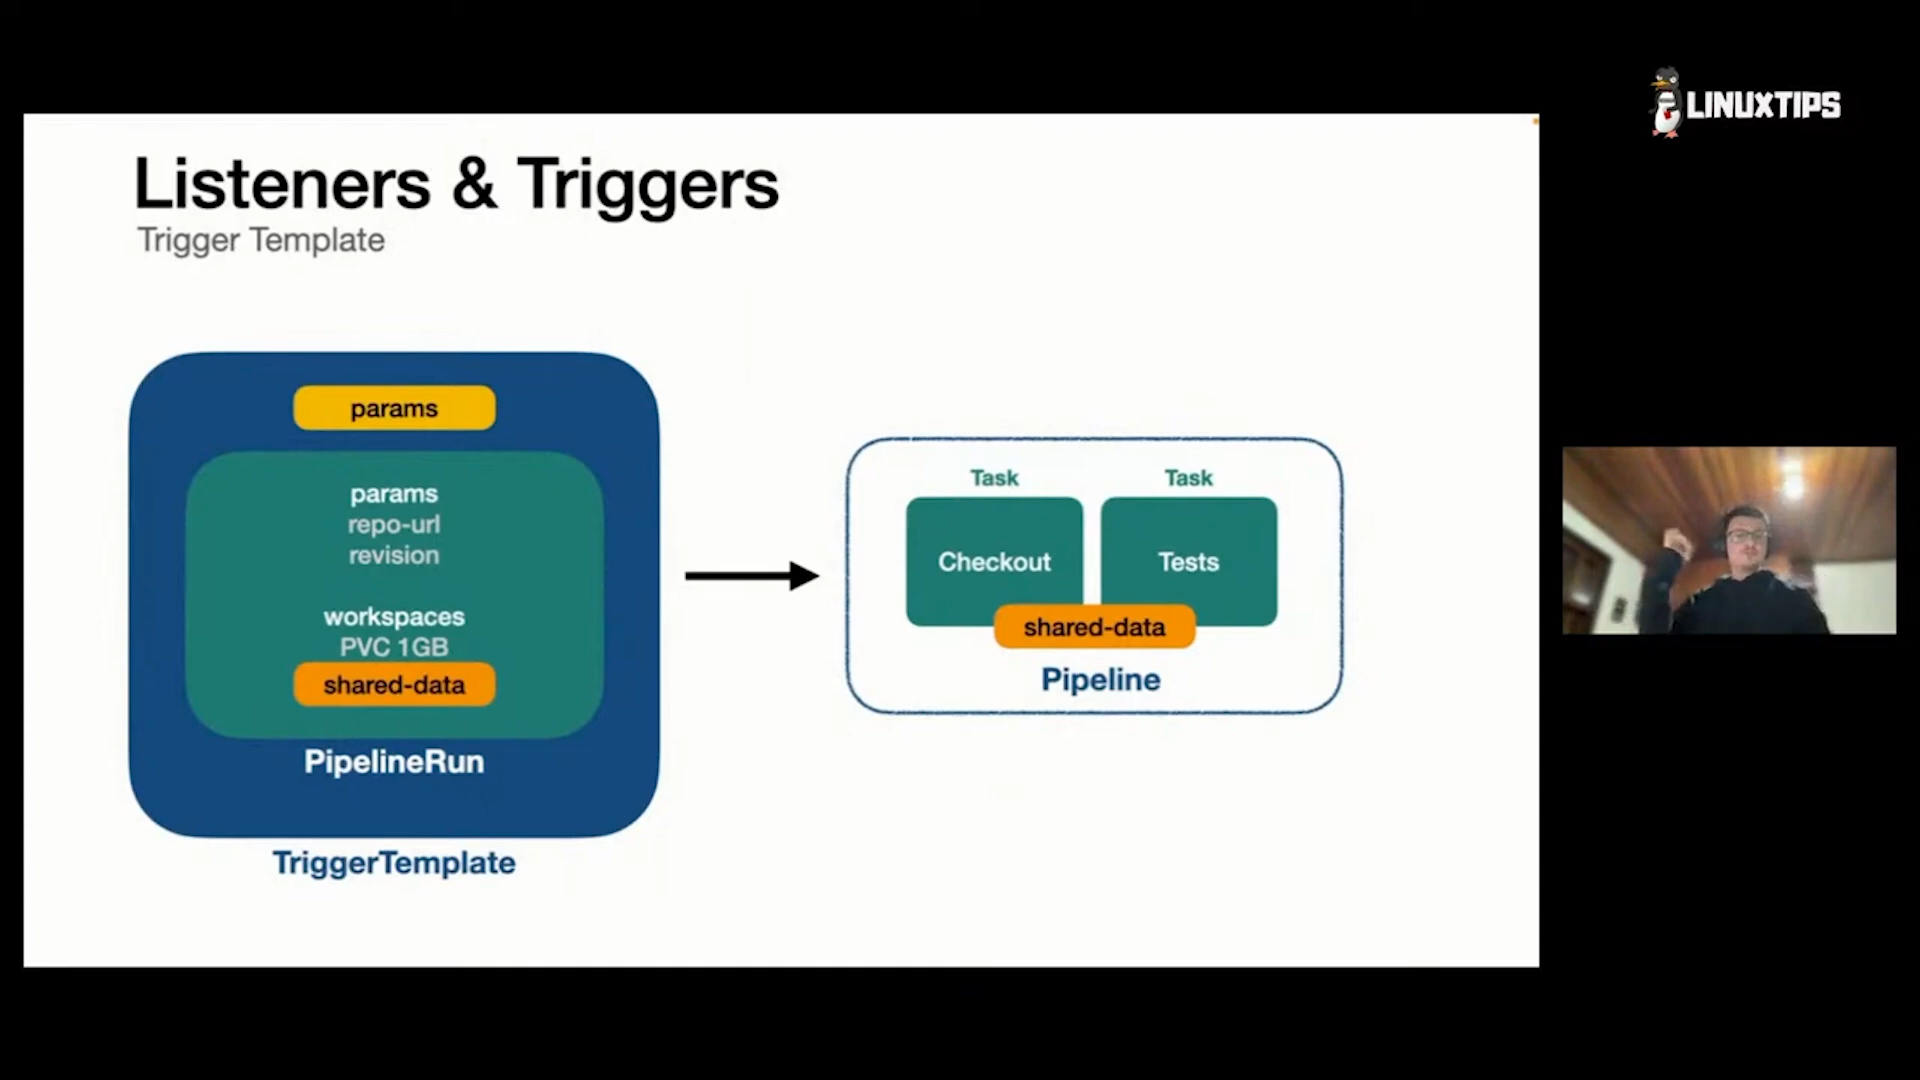 LINUXTIPS
Listeners & Triggers
Trigger Template
params
params
repo-url
revision
workspaces
PVC 1GB
shared-data
PipelineRun
TriggerTemplate
Task
Task
Checkout
Tests
shared-data
Pipeline